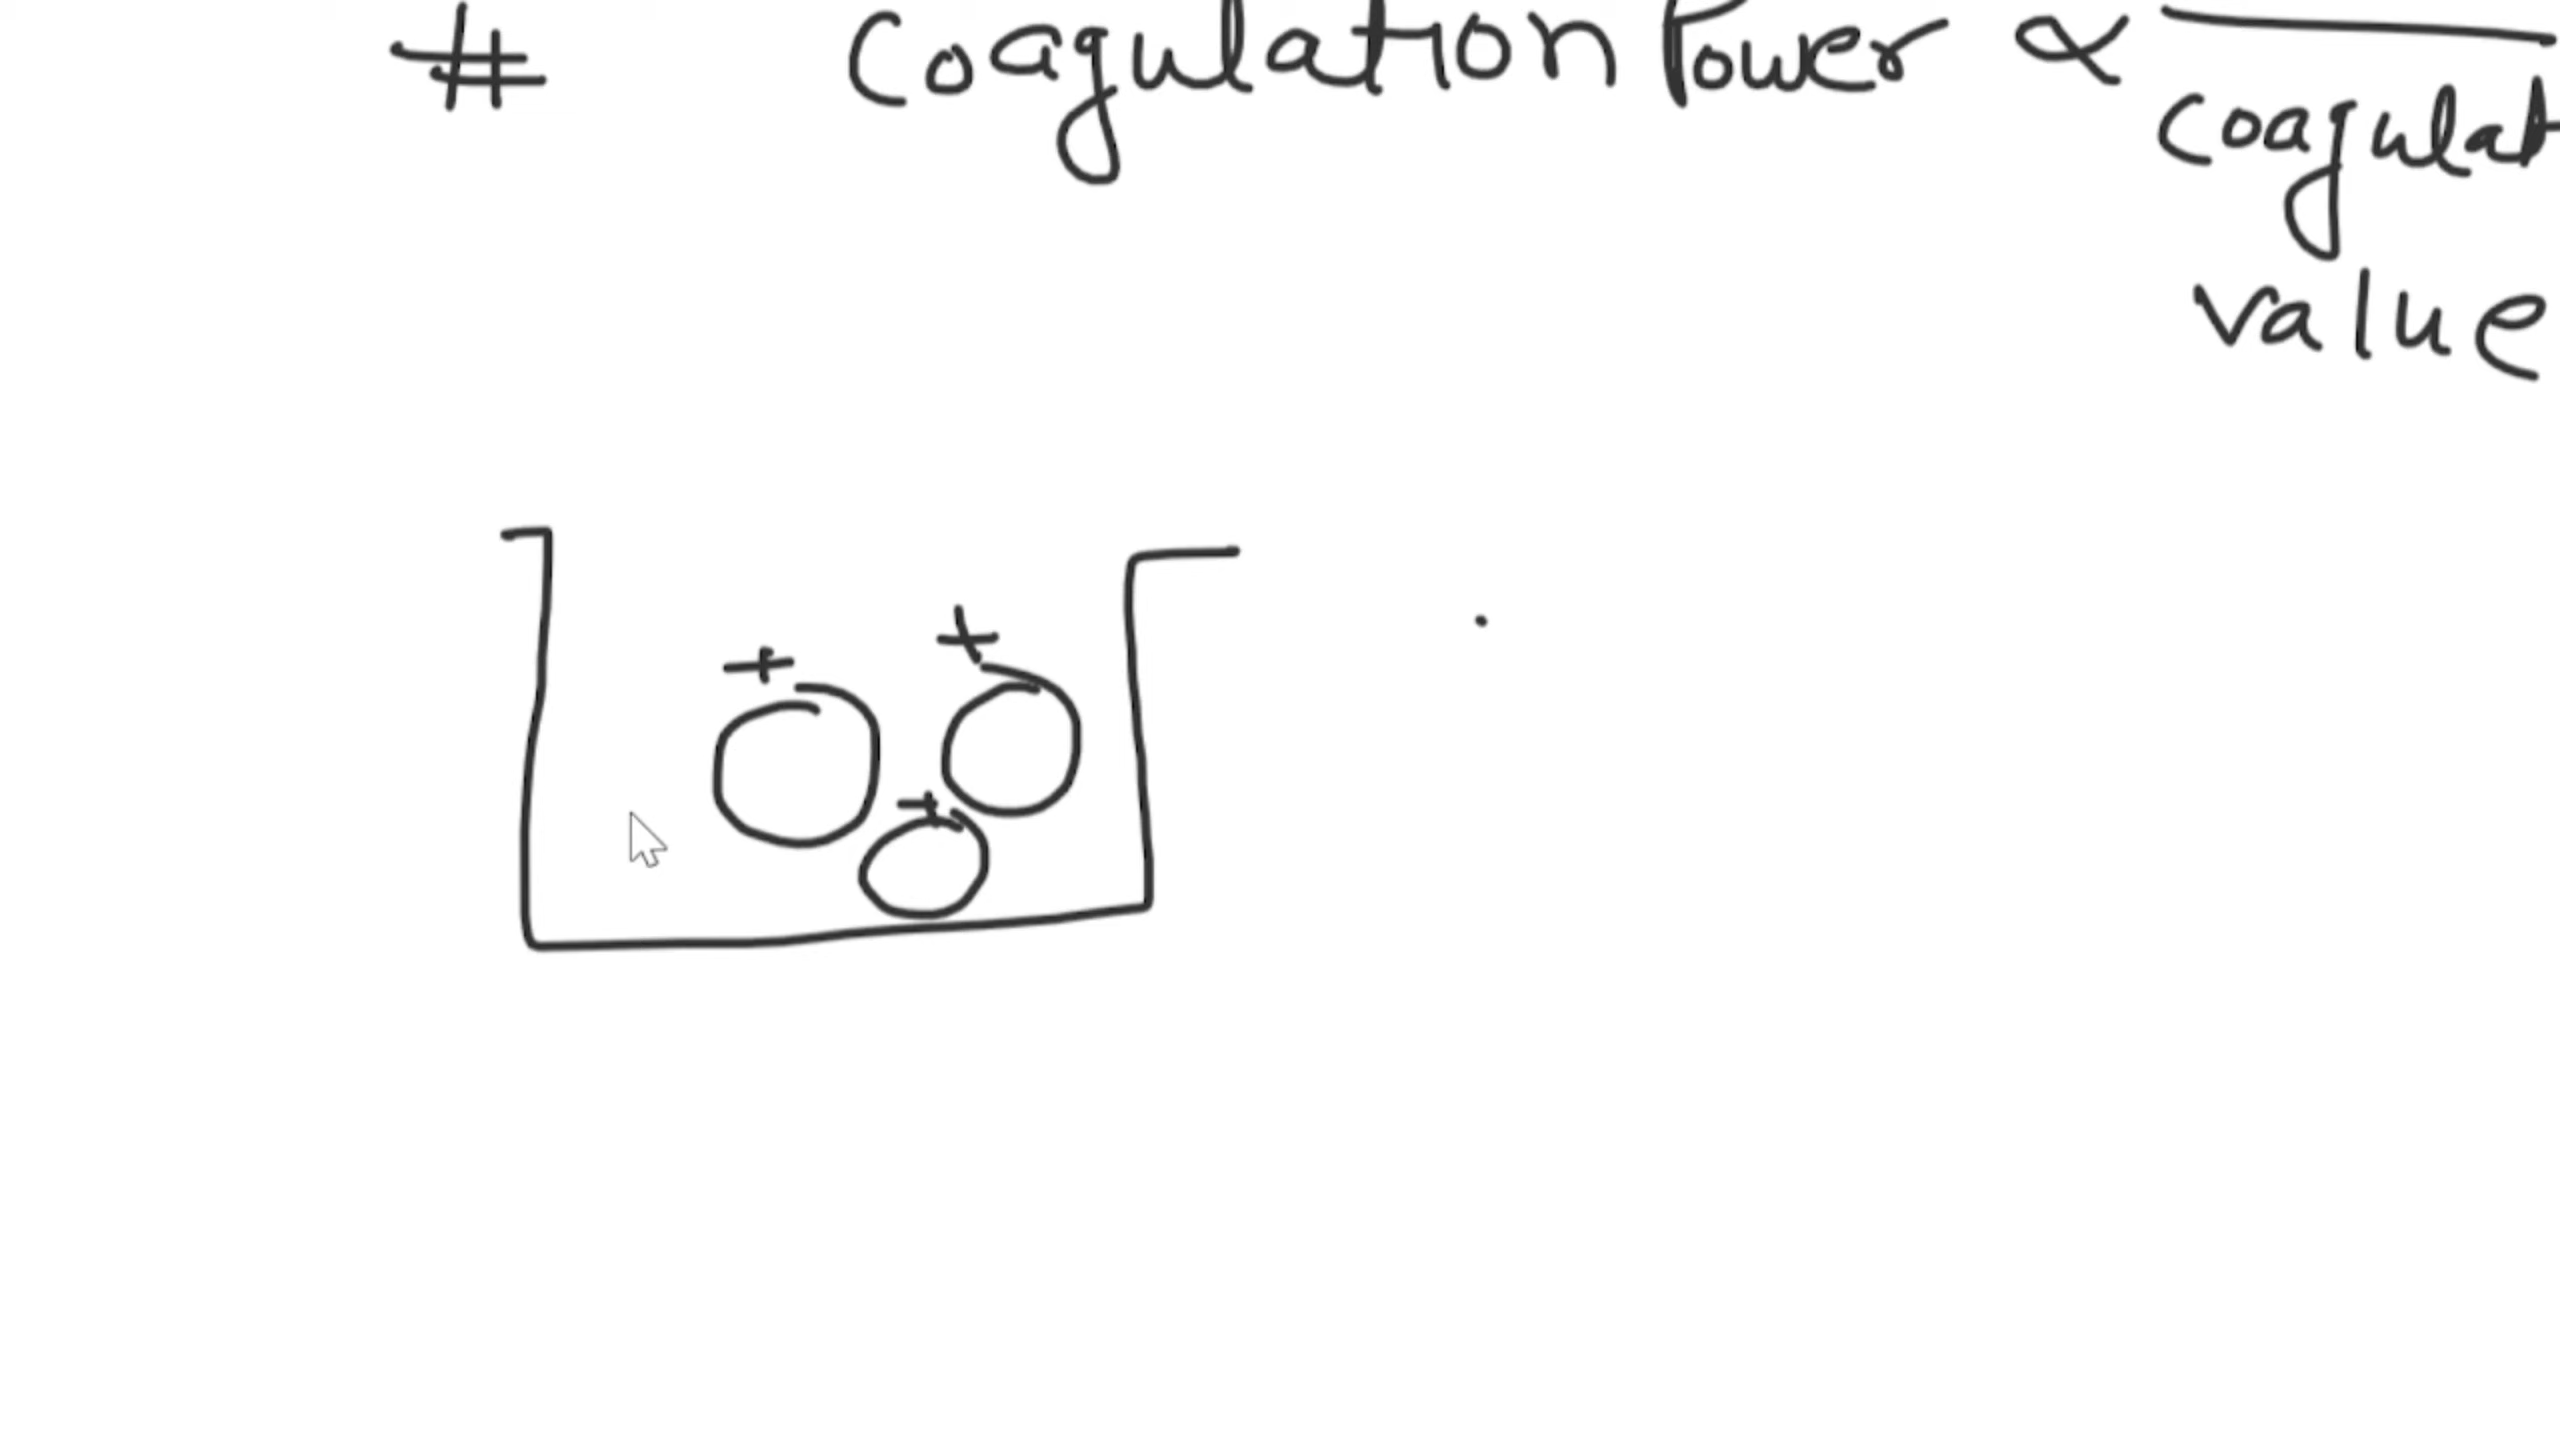 # Coagulation Power ∝
coagulat
value
+ +
+